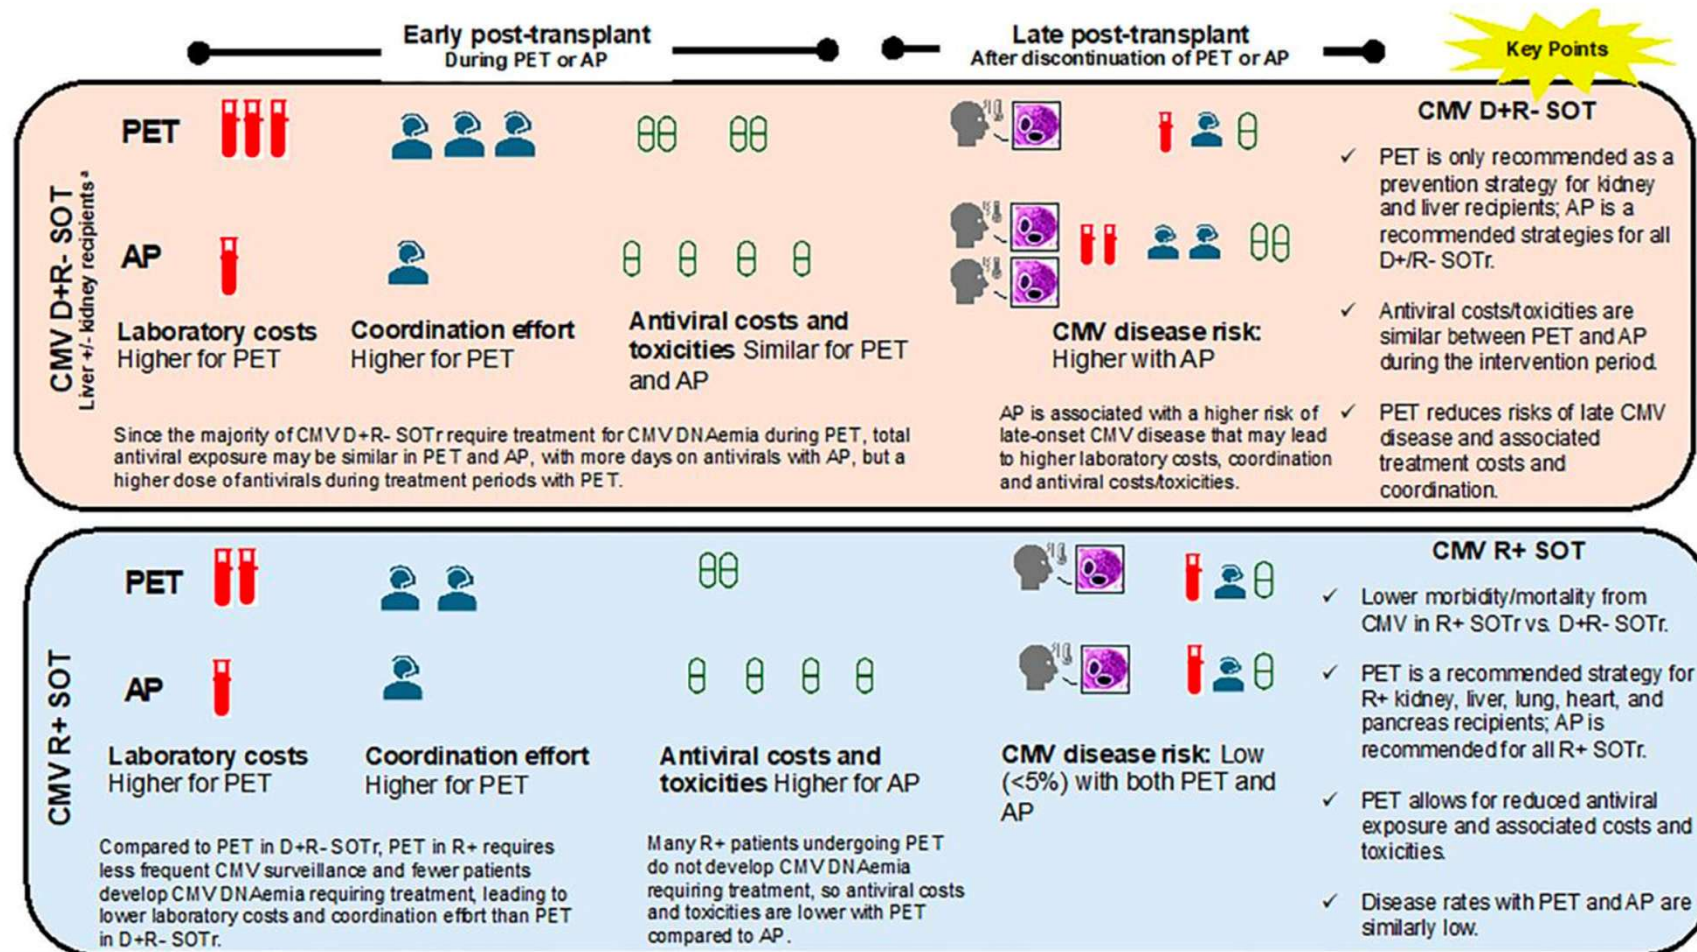 Early post-transplant
During PET or AP
Late post-transplant
After discontinuation of PET or AP
Key Points
CMV D+R- SOT
Liver +/- kidney recipients a
PET
AP
Laboratory costs
Higher for PET
Coordination effort
Higher for PET
Antiviral costs and
toxicities Similar for PET
and AP
Since the majority of CMV D+R- SOTr require treatment for CMV DNAemia during PET, total
antiviral exposure may be similar in PET and AP, with more days on antivirals with AP, but a
higher dose of antivirals during treatment periods with PET.
CMV disease risk:
Higher with AP
AP is associated with a higher risk of
late-onset CMV disease that may lead
to higher laboratory costs, coordination
and antiviral costs/toxicities.
CMV D+R- SOT
✓ PET is only recommended as a
prevention strategy for kidney
and liver recipients; AP is a
recommended strategies for all
D+/R- SOTr.
✓ Antiviral costs/toxicities are
similar between PET and AP
during the intervention period.
✓ PET reduces risks of late CMV
disease and associated
treatment costs and
coordination.
CMV R+ SOT
PET
AP
Laboratory costs
Higher for PET
Coordination effort
Higher for PET
Antiviral costs and
toxicities Higher for AP
Compared to PET in D+R- SOTr, PET in R+ requires
less frequent CMV surveillance and fewer patients
develop CMV DNAemia requiring treatment, leading to
lower laboratory costs and coordination effort than PET
in D+R- SOTr.
Many R+ patients undergoing PET
do not develop CMV DNAemia
requiring treatment, so antiviral costs
and toxicities are lower with PET
compared to AP.
CMV disease risk: Low
(<5%) with both PET and
AP
CMV R+ SOT
✓ Lower morbidity/mortality from
CMV in R+ SOTr vs. D+R- SOTr.
✓ PET is a recommended strategy for
R+ kidney, liver, lung, heart, and
pancreas recipients; AP is
recommended for all R+ SOTr.
✓ PET allows for reduced antiviral
exposure and associated costs and
toxicities.
✓ Disease rates with PET and AP are
similarly low.